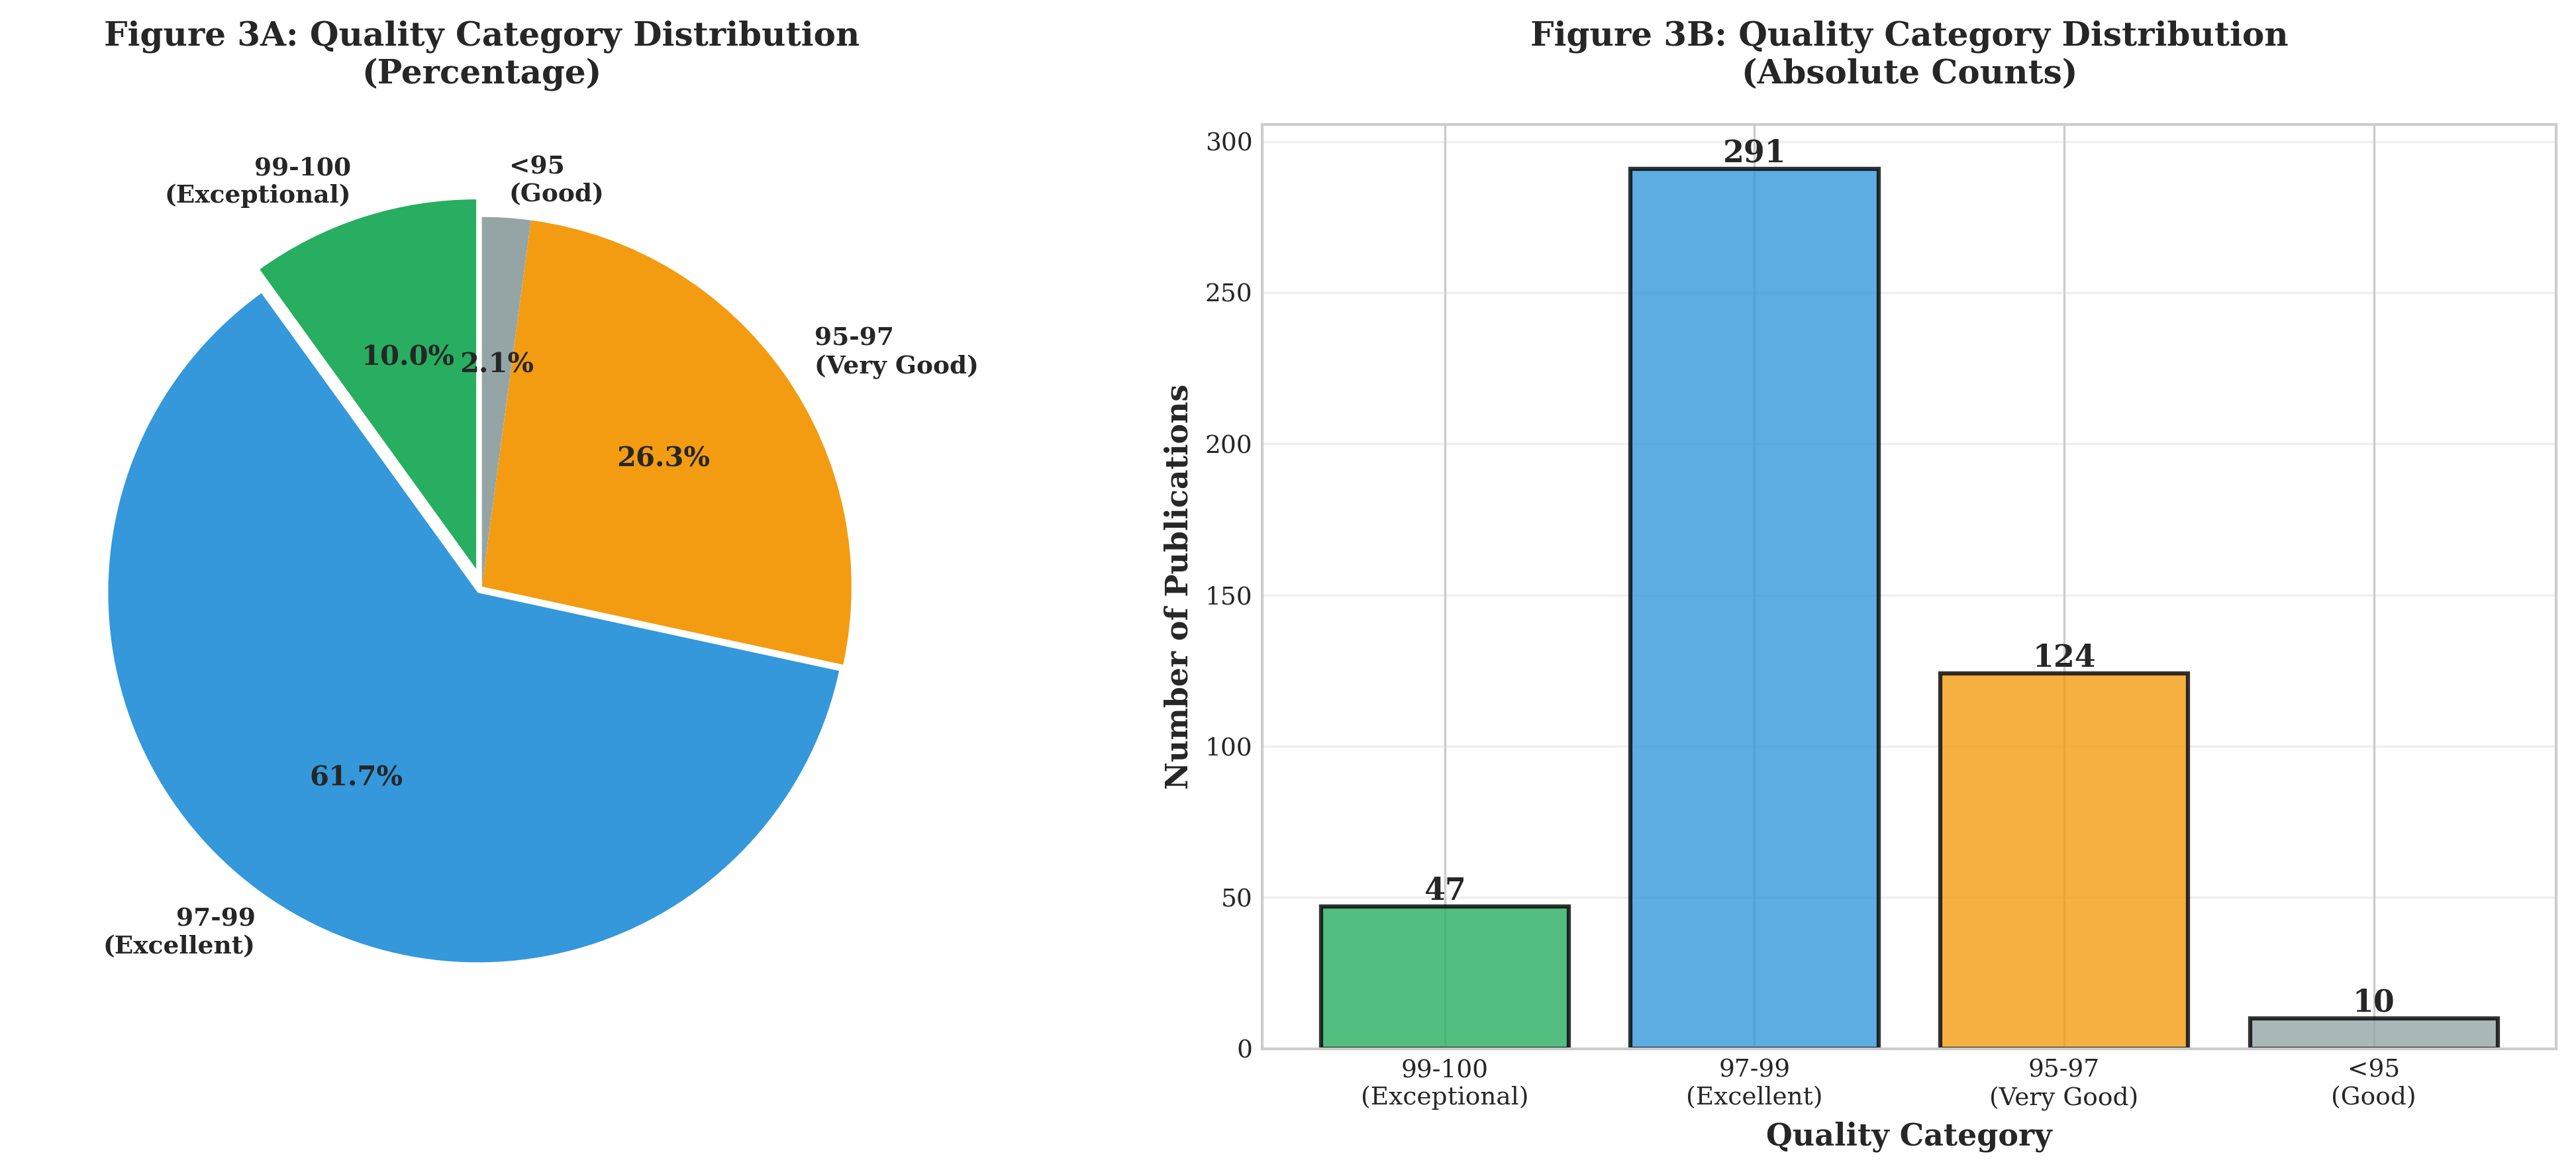 Figure 3A: Quality Category Distribution
(Percentage)
99-100
(Exceptional)
<95
(Good)
95-97
(Very Good)
10.0%
2.1%
26.3%
61.7%
97-99
(Excellent)
Figure 3B: Quality Category Distribution
(Absolute Counts)
Number of Publications
300
250
200
150
100
50
0
47
291
124
10
99-100
(Exceptional)
97-99
(Excellent)
95-97
(Very Good)
<95
(Good)
Quality Category